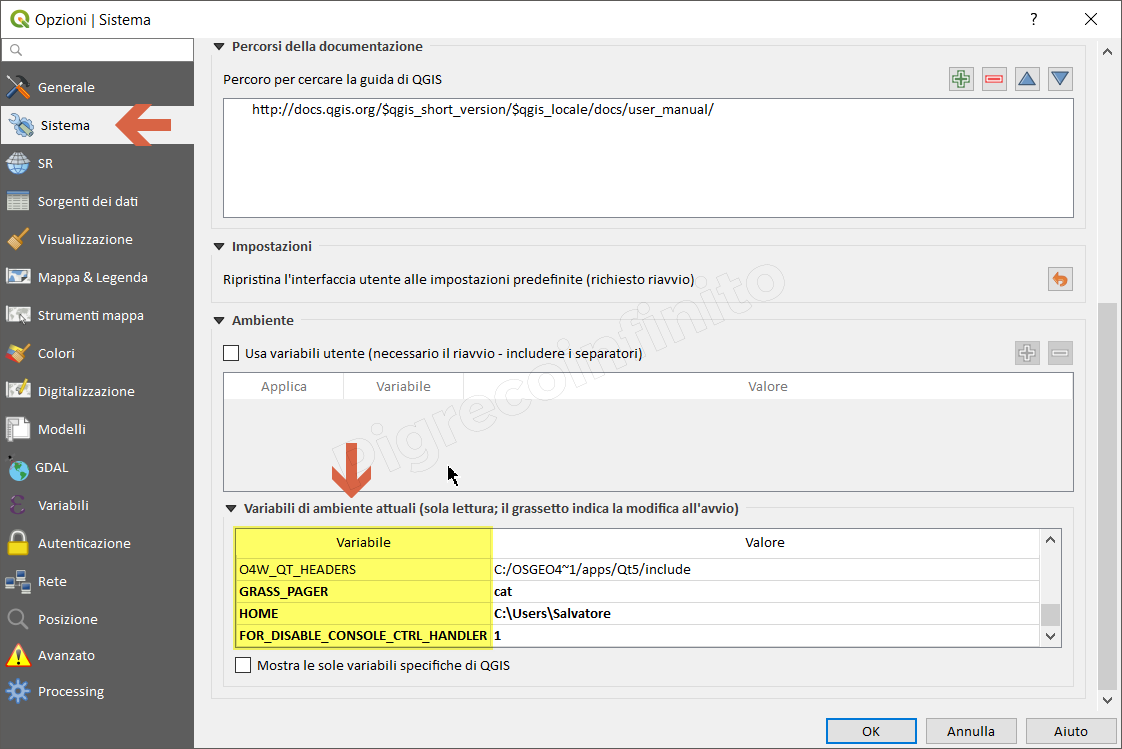 Opzioni | Sistema
?
Generale
Sistema
SR
Sorgenti dei dati
Visualizzazione
Mappa & Legenda
Strumenti mappa
Colori
Digitalizzazione
Modelli
GDAL
Variabili
Autenticazione
Rete
Posizione
Avanzato
Processing
Percorsi della documentazione
Percoro per cercare la guida di QGIS
http://docs.qgis.org/$qgis_short_version/$qgis_locale/docs/user_manual/
Impostazioni
Ripristina l'interfaccia utente alle impostazioni predefinite (richiesto riavvio)
Ambiente
Usa variabili utente (necessario il riavvio - includere i separatori)
Applica Variabile Valore
Pigrecoinfinito
Variabili di ambiente attuali (sola lettura; il grassetto indica la modifica all'avvio)
Variabile Valore
O4W_QT_HEADERS C:/OSGEO4~1/apps/Qt5/include
GRASS_PAGER cat
HOME C:\Users\Salvatore
FOR_DISABLE_CONSOLE_CTRL_HANDLER 1
Mostra le sole variabili specifiche di QGIS
OK Annulla Aiuto